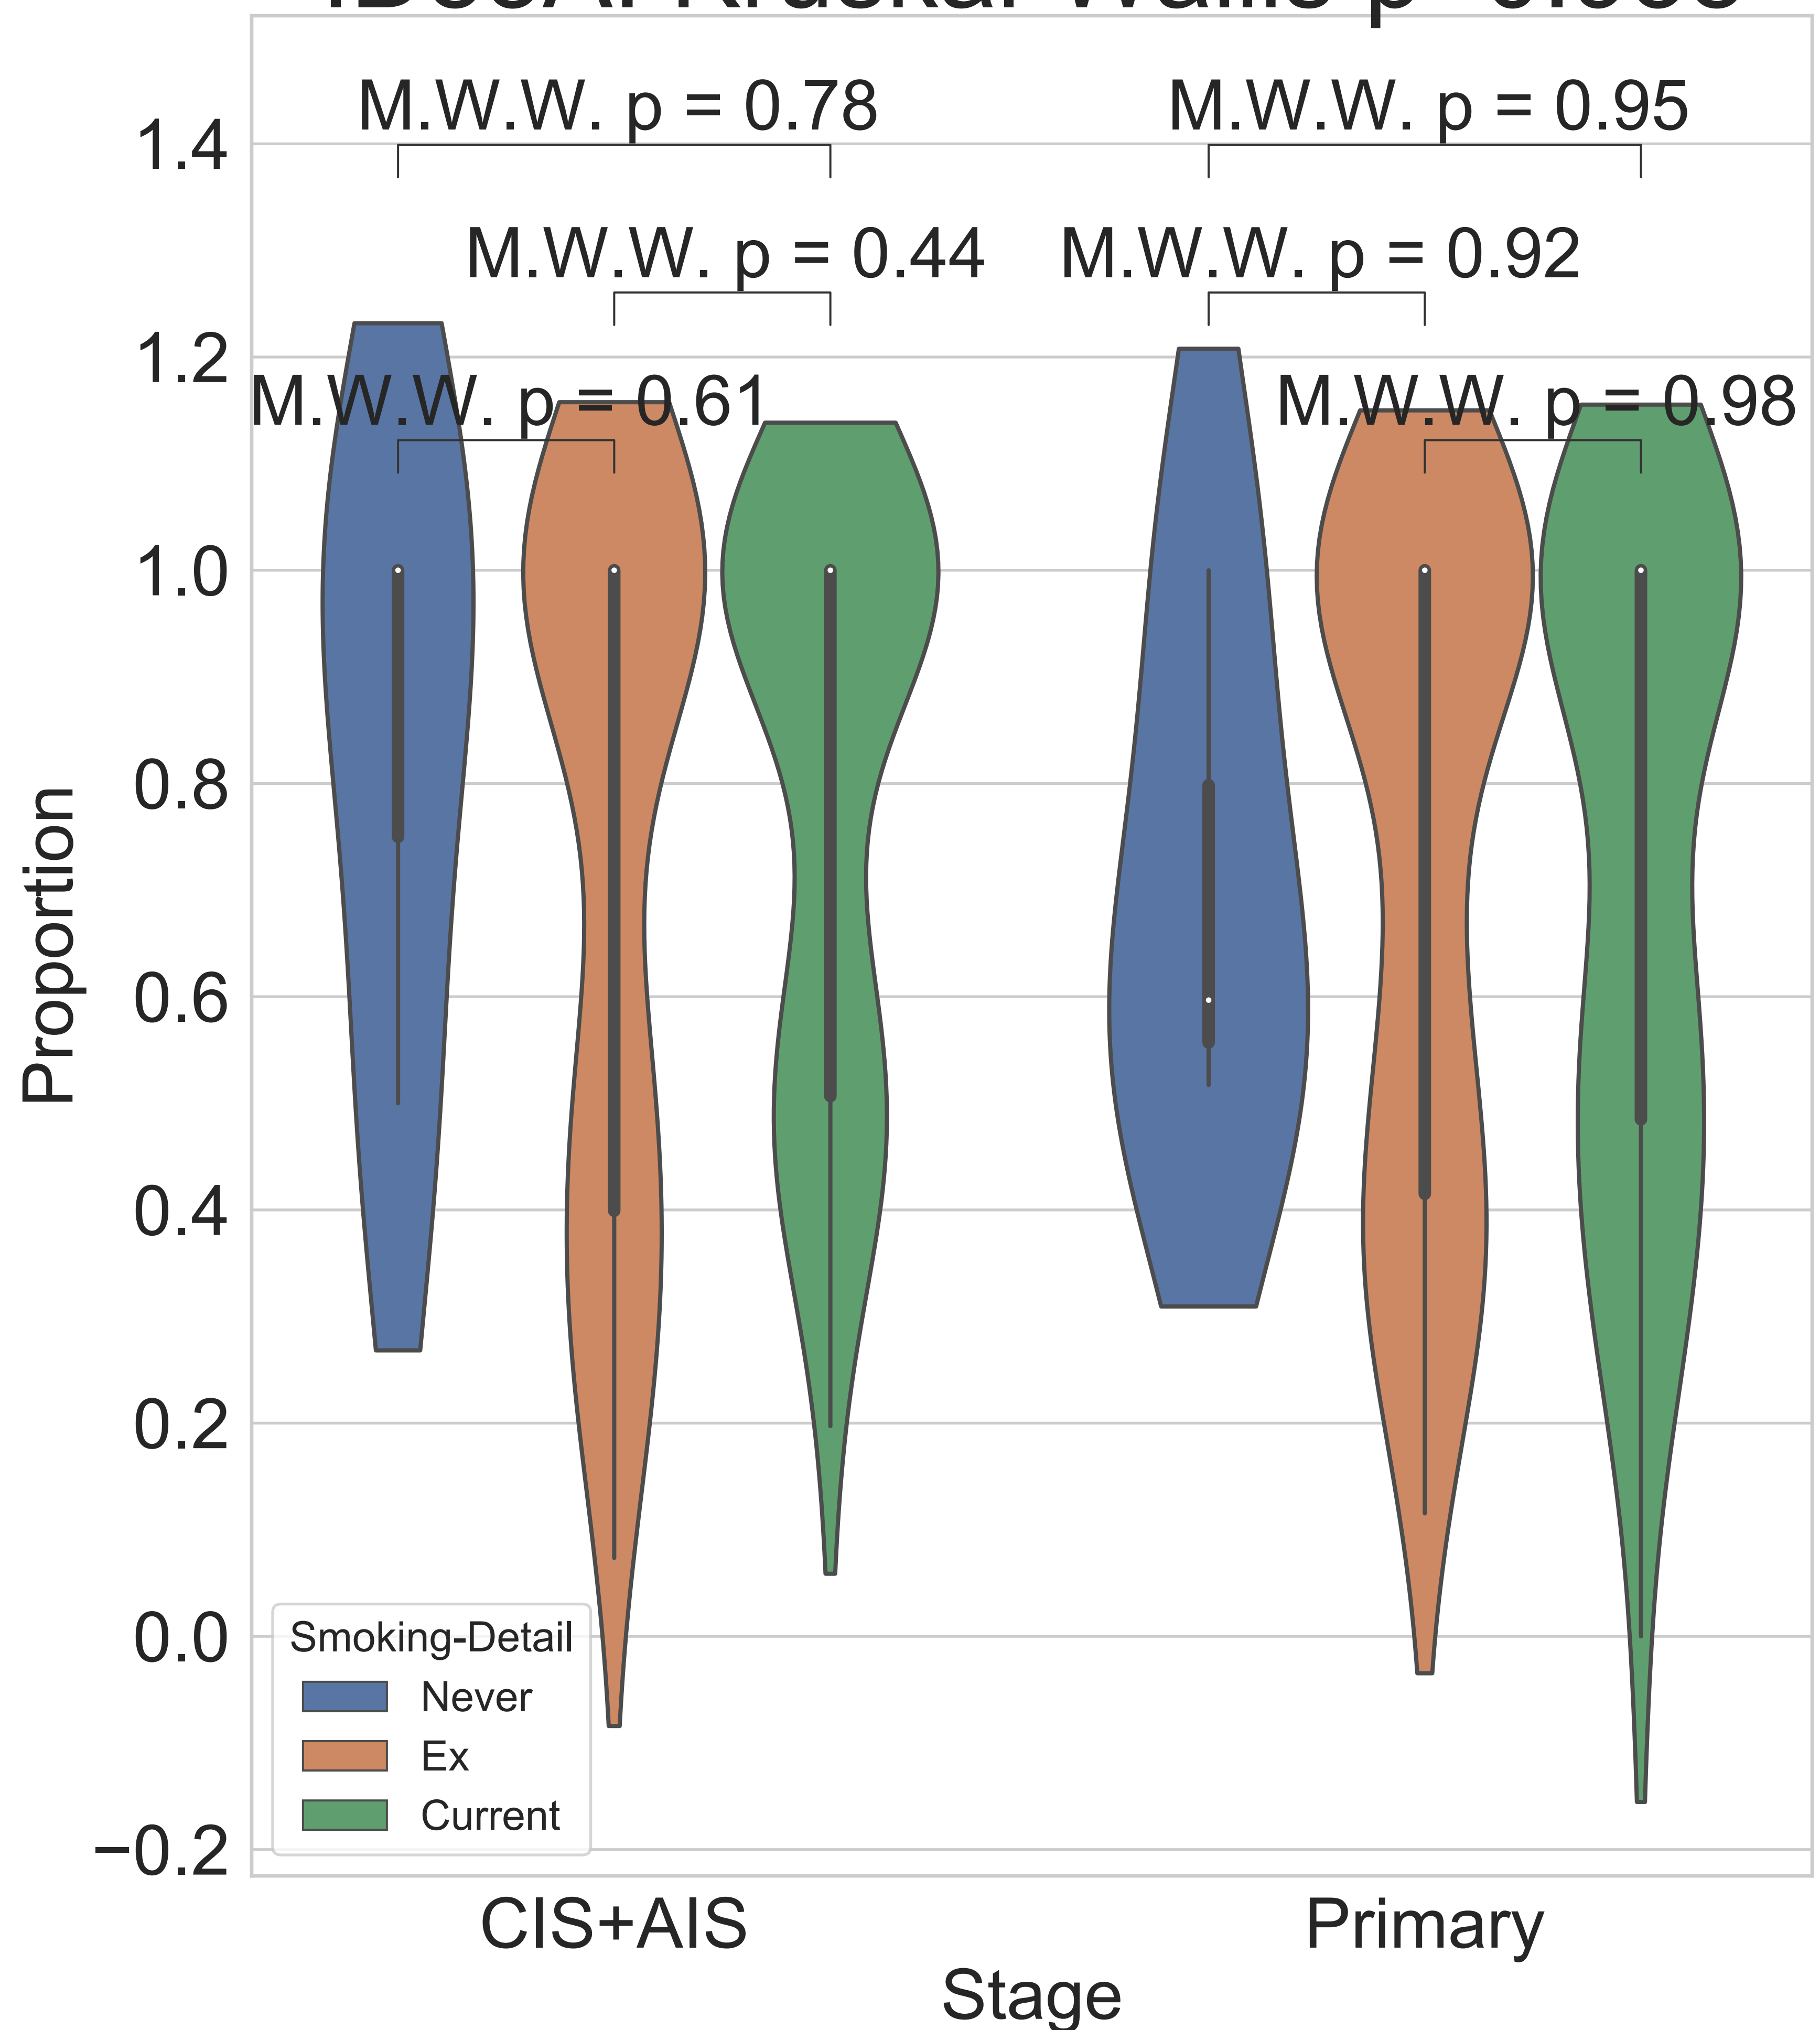 M.W.W. p = 0.78
M.W.W. p = 0.95
1.4
M.W.W. p = 0.44
M.W.W. p = 0.92
1.2
M.W.W. p = 0.61
M.W.W. p = 0.98
1.0
0.8
0.6
0.4
0.2
0.0
−0.2
Proportion
Smoking-Detail
Never
Ex
Current
CIS+AIS
Primary
Stage